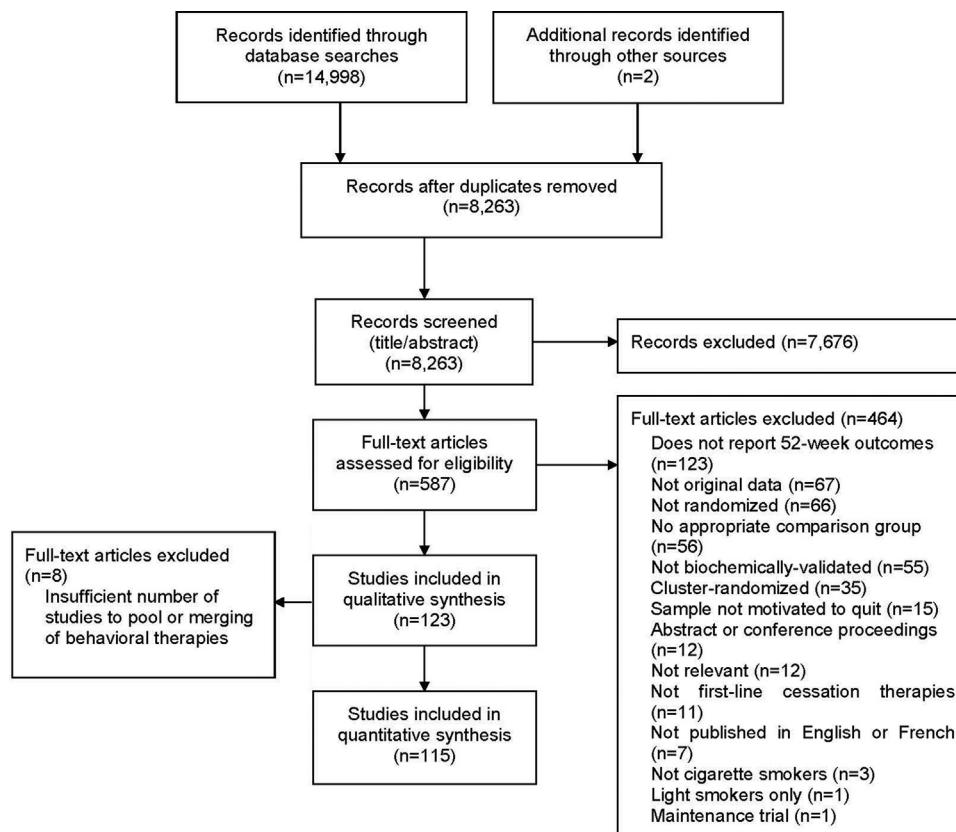 Records identified through
database searches
(n=14,998)
Additional records identified
through other sources
(n=2)
Records after duplicates removed
(n=8,263)
Records screened
(title/abstract)
(n=8,263)
Records excluded (n=7,676)
Full-text articles
assessed for eligibility
(n=587)
Full-text articles excluded (n=464)
Does not report 52-week outcomes
(n=123)
Not original data (n=67)
Not randomized (n=66)
No appropriate comparison group
(n=56)
Not biochemically-validated (n=55)
Cluster-randomized (n=35)
Sample not motivated to quit (n=15)
Abstract or conference proceedings
(n=12)
Not relevant (n=12)
Not first-line cessation therapies
(n=11)
Not published in English or French
(n=7)
Not cigarette smokers (n=3)
Light smokers only (n=1)
Maintenance trial (n=1)
Studies included in
qualitative synthesis
(n=123)
Full-text articles excluded
(n=8)
Insufficient number of
studies to pool or merging
of behavioral therapies
Studies included in
quantitative synthesis
(n=115)